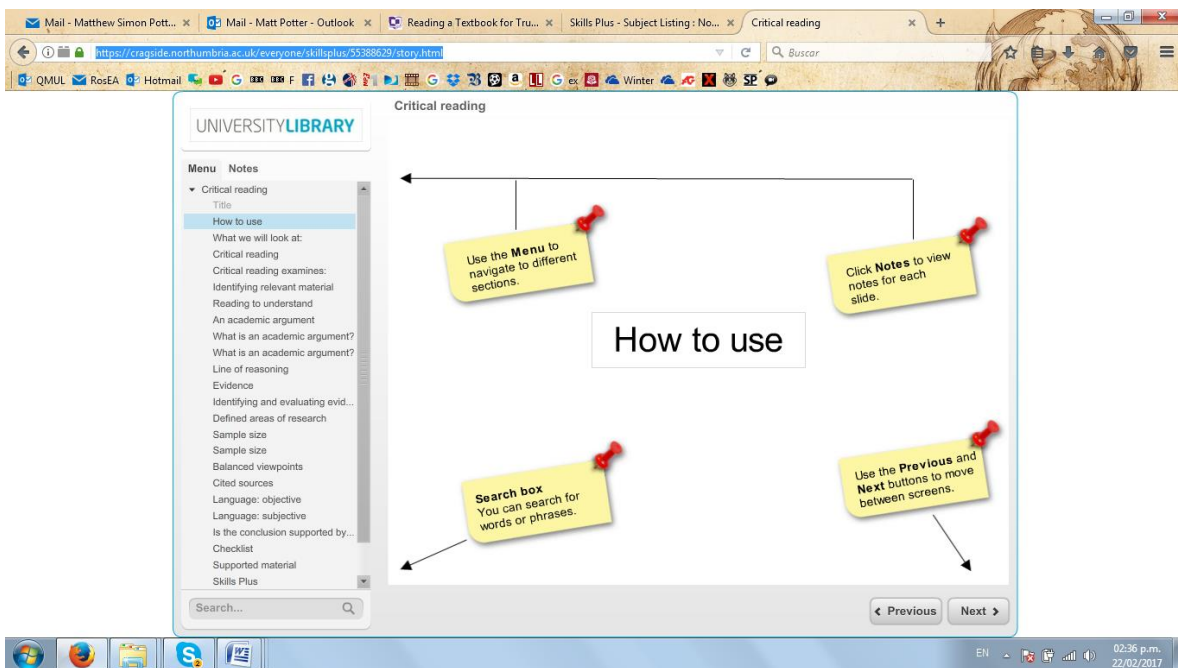 Mail - Matthew Simon Pott...
Mail - Matt Potter - Outlook
Reading a Textbook for Tru...
Skills Plus - Subject Listing : No...
Critical reading
https://cragside.northumbria.ac.uk/everyone/skillsplus/55388629/story.html
Buscar
QMUL
RosEA
Hotmail
Winter
UNIVERSITYLIBRARY
Critical reading
Menu Notes
Critical reading
Title
How to use
What we will look at:
Critical reading
Critical reading examines:
Identifying relevant material
Reading to understand
An academic argument
What is an academic argument?
What is an academic argument?
Line of reasoning
Evidence
Identifying and evaluating evid...
Defined areas of research
Sample size
Sample size
Balanced viewpoints
Cited sources
Language: objective
Language: subjective
Is the conclusion supported by...
Checklist
Supported material
Skills Plus
Search...
Use the Menu to
navigate to different
sections.
Click Notes to view
notes for each
slide.
How to use
Search box
You can search for
words or phrases.
Use the Previous and
Next buttons to move
between screens.
Previous
Next
EN
02:36 p.m.
22/02/2017